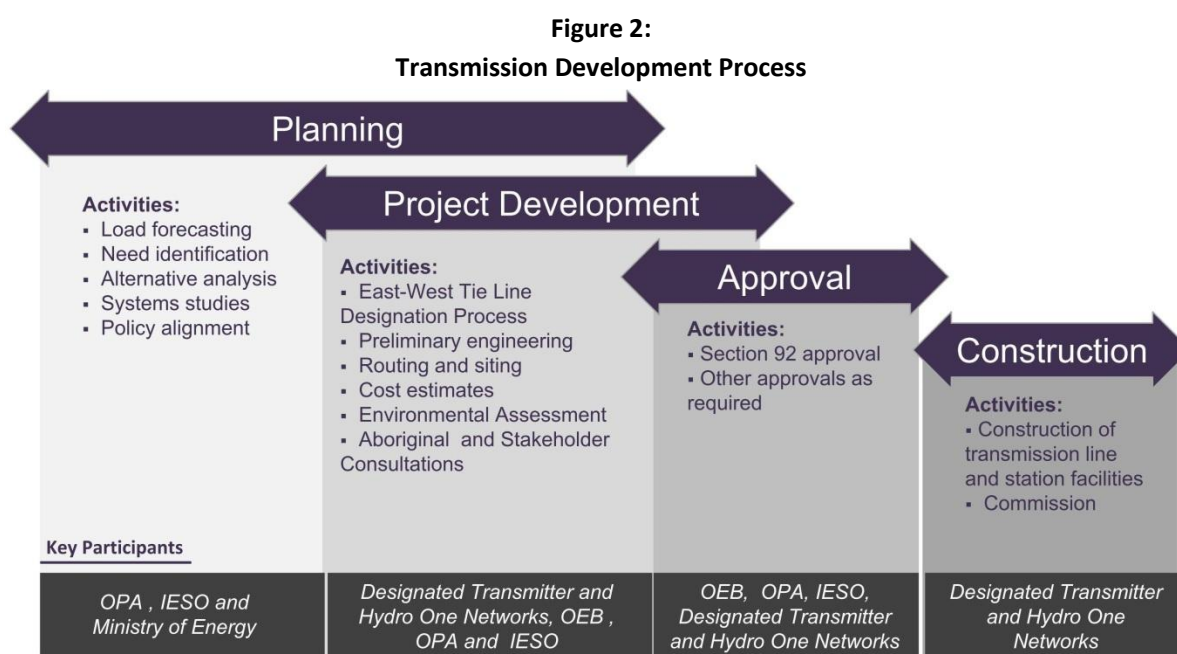 Figure 2:
Transmission Development Process
Planning
Activities:
▪ Load forecasting
▪ Need identification
▪ Alternative analysis
▪ Systems studies
▪ Policy alignment
Project Development
Activities:
▪ East-West Tie Line
Designation Process
▪ Preliminary engineering
▪ Routing and siting
▪ Cost estimates
▪ Environmental Assessment
▪ Aboriginal and Stakeholder
Consultations
Approval
Activities:
▪ Section 92 approval
▪ Other approvals as
required
Construction
Activities:
▪ Construction of
transmission line
and station facilities
▪ Commission
Key Participants
OPA , IESO and
Ministry of Energy
Designated Transmitter and
Hydro One Networks, OEB ,
OPA and IESO
OEB, OPA, IESO,
Designated Transmitter
and Hydro One Networks
Designated Transmitter
and Hydro One
Networks